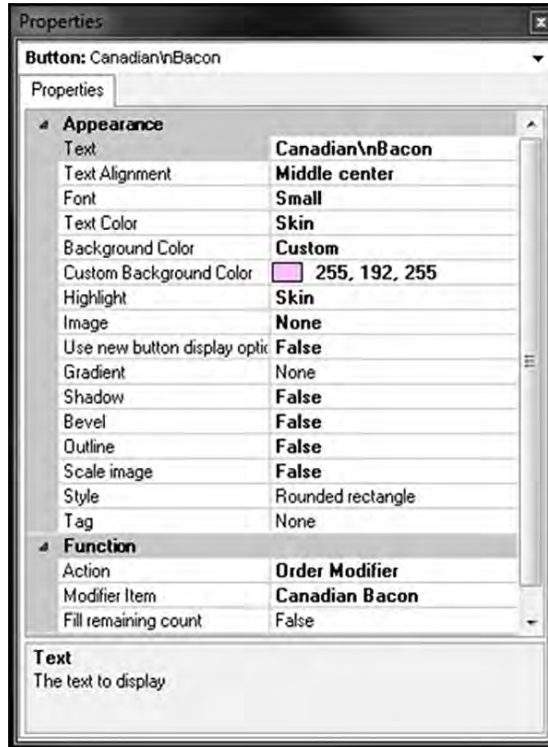 Properties
Button: Canadian\nBacon
Properties
Appearance
Text Canadian\nBacon
Text Alignment Middle center
Font Small
Text Color Skin
Background Color Custom
Custom Background Color 255, 192, 255
Highlight Skin
Image None
Use new button display optic False
Gradient None
Shadow False
Bevel False
Outline False
Scale image False
Style Rounded rectangle
Tag None
Function
Action Order Modifier
Modifier Item Canadian Bacon
Fill remaining count False
Text
The text to display